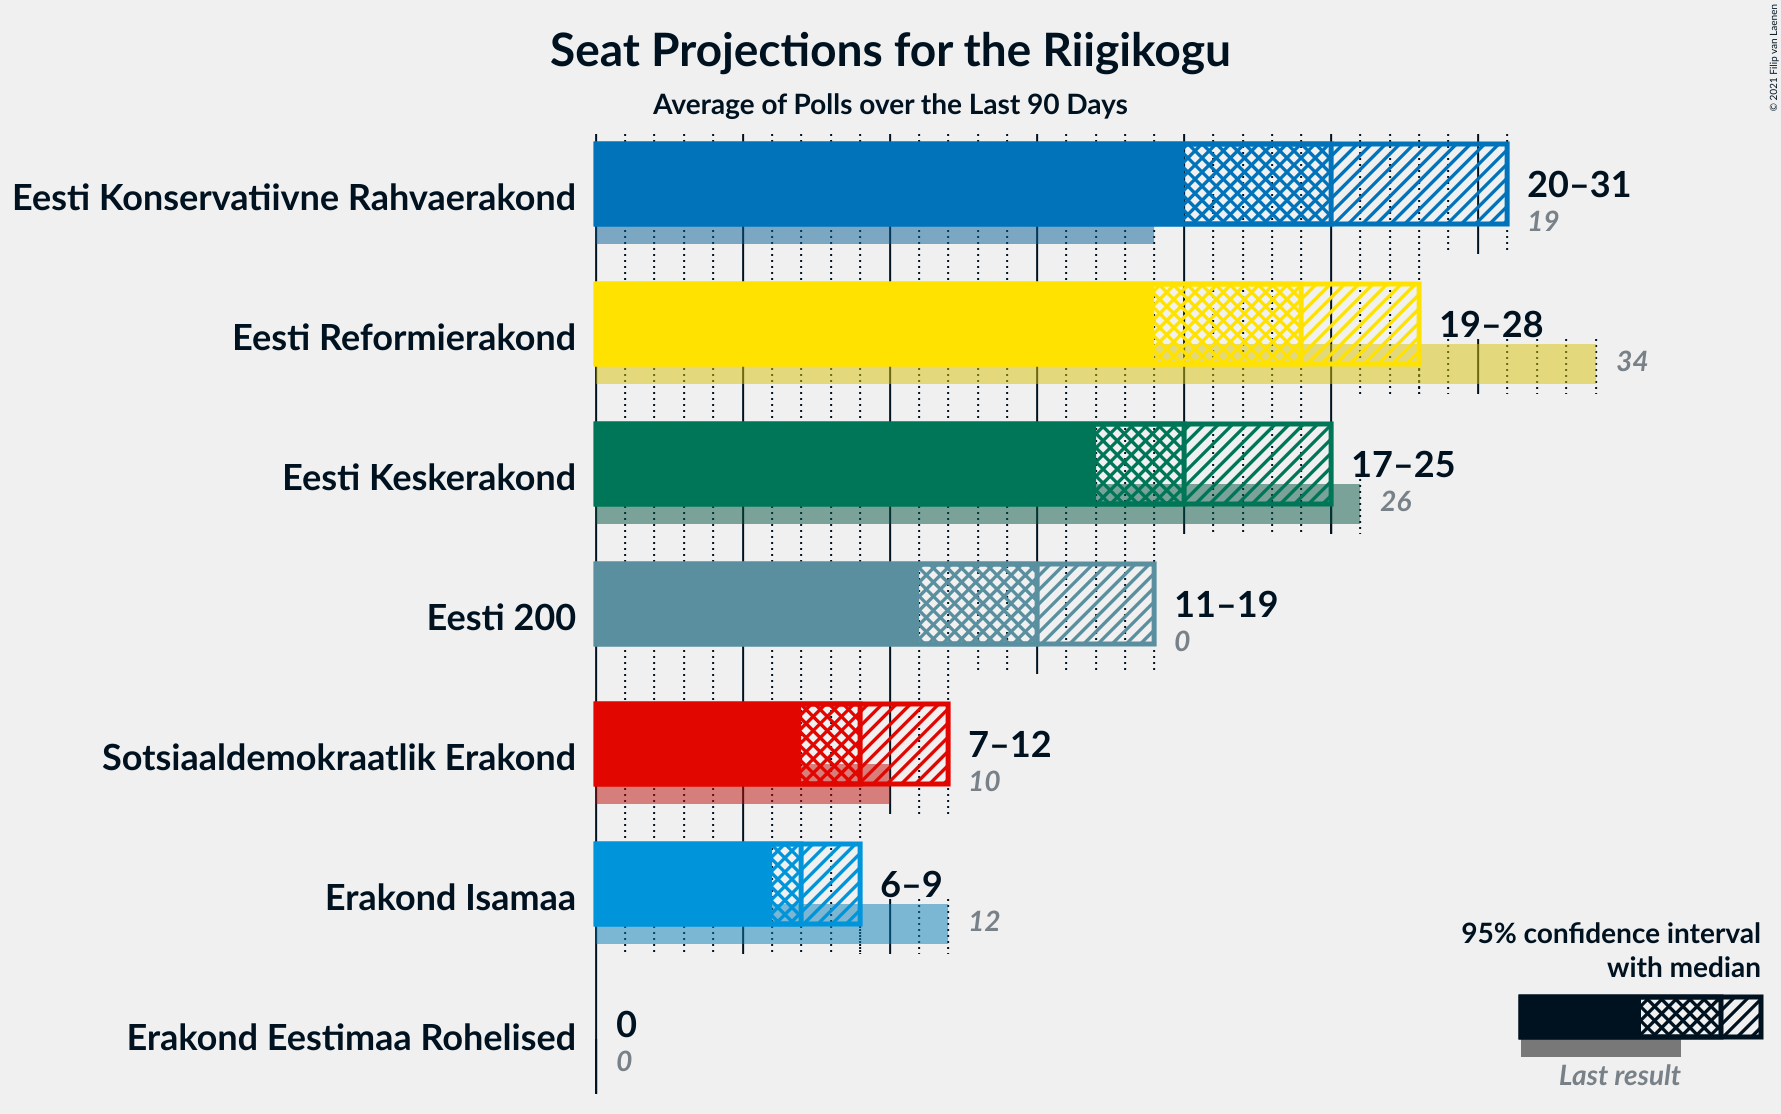 Seat Projections for the Riigikogu
Average of Polls over the Last 90 Days
© 2021 Filip van Laenen
Eesti Konservatiivne Rahvaerakond
20–31
19
Eesti Reformierakond
19–28
34
Eesti Keskerakond
17–25
26
Eesti 200
11–19
0
Sotsiaaldemokraatlik Erakond
7–12
10
Erakond Isamaa
6–9
12
Erakond Eestimaa Rohelised
0
0
95% confidence interval
with median
Last result